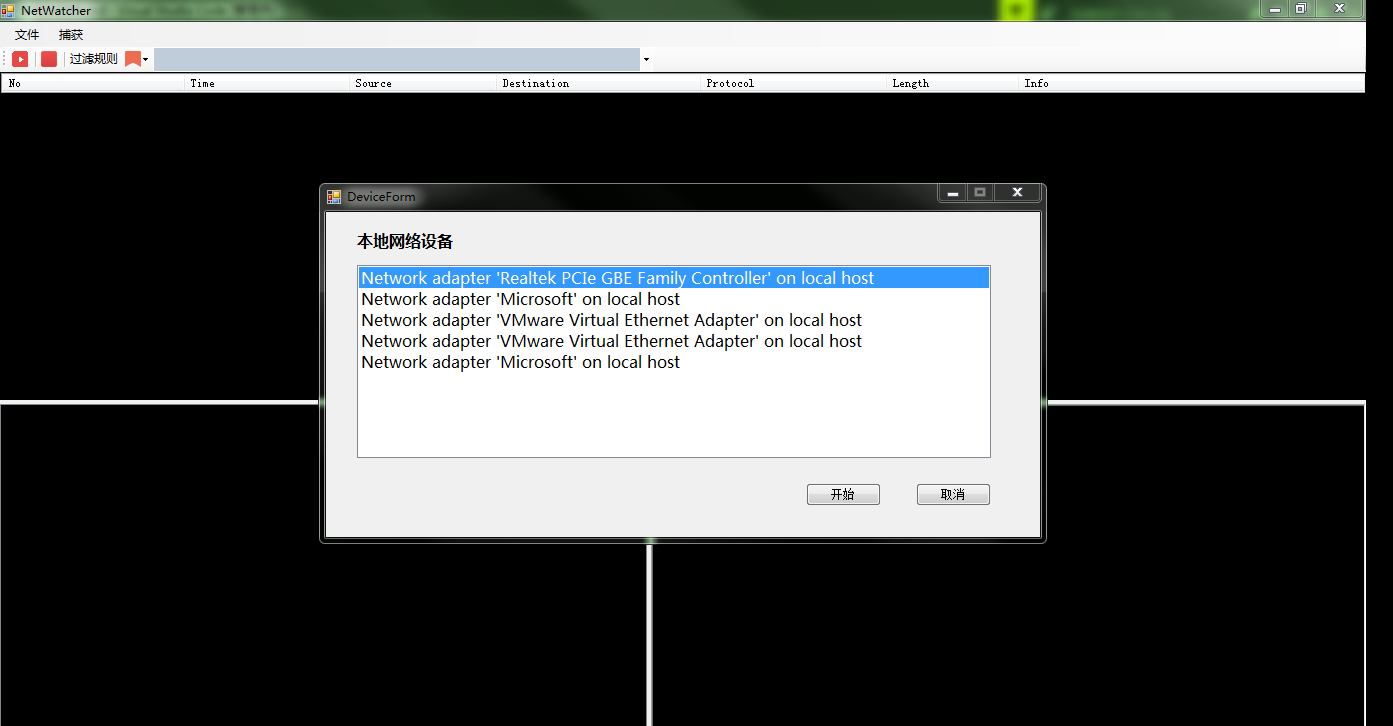 NetWatcher
文件 捕获
过滤规则
No Time Source Destination Protocol Length Info
DeviceForm
本地网络设备
Network adapter 'Realtek PCIe GBE Family Controller' on local host
Network adapter 'Microsoft' on local host
Network adapter 'VMware Virtual Ethernet Adapter' on local host
Network adapter 'VMware Virtual Ethernet Adapter' on local host
Network adapter 'Microsoft' on local host
开始 取消